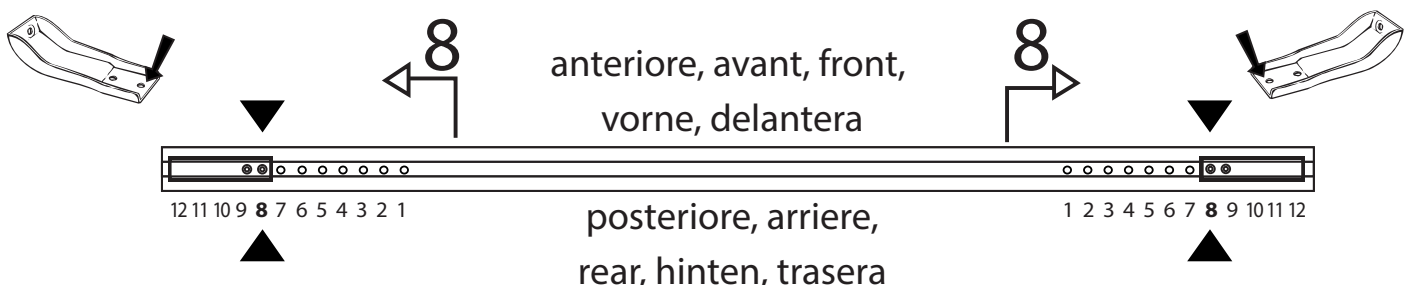 8 8
anteriore, avant, front,
vorne, delantera
12 11 10 9 8 7 6 5 4 3 2 1 1 2 3 4 5 6 7 8 9 10 11 12
posteriore, arriere,
rear, hinten, trasera